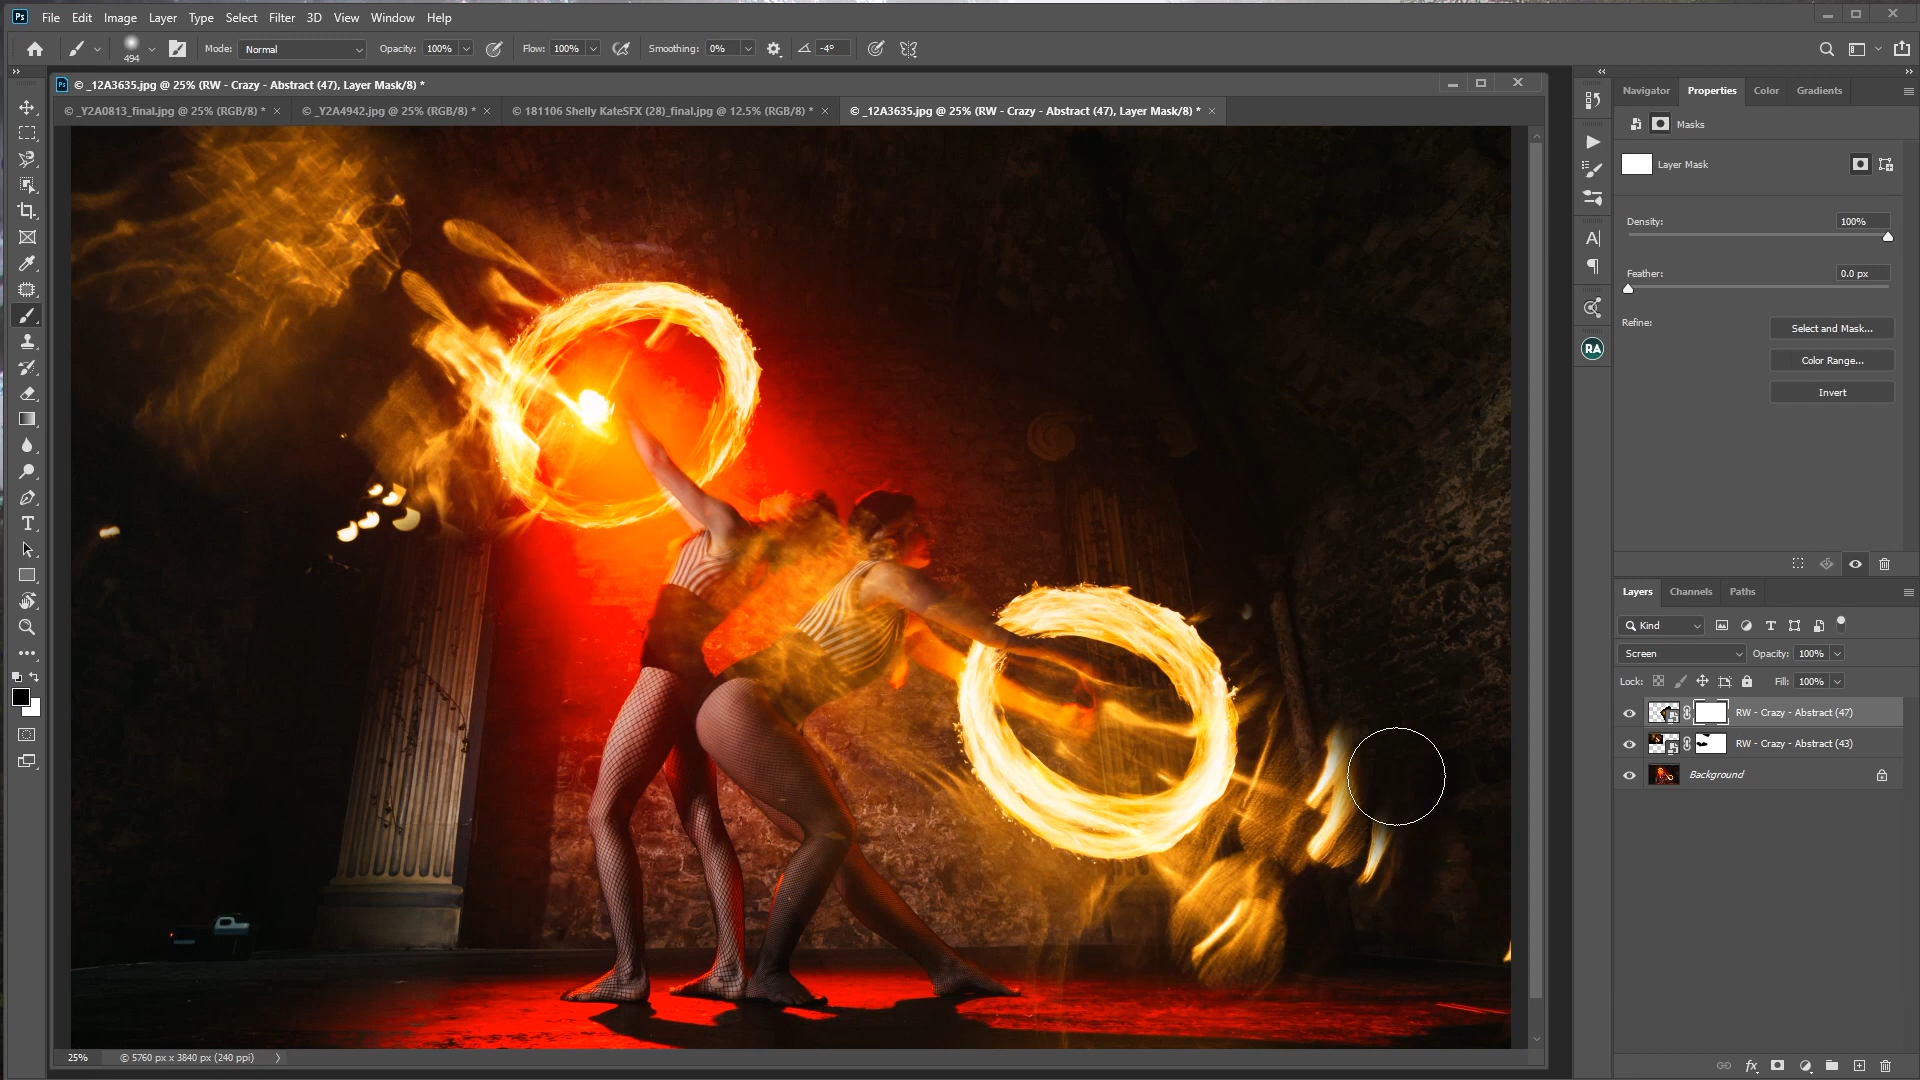 Ps File Edit Image Layer Type Select Filter 3D View Window Help
494 Mode: Normal Opacity: 100% Flow: 100% Smoothing: 0% -4°
Ps © _12A3635.jpg @ 25% (RW - Crazy - Abstract (47), Layer Mask/8) *
© _Y2A0813_final.jpg @ 25% (RGB/8) * × © _Y2A4942.jpg @ 25% (RGB/8) * × © 181106 Shelly KateSFX (28)_final.jpg @ 12.5% (RGB/8) * × © _12A3635.jpg @ 25% (RW - Crazy - Abstract (47), Layer Mask/8) * ×
Navigator Properties Color Gradients
Masks
Layer Mask
Density: 100%
Feather: 0.0 px
Refine: Select and Mask...
Color Range...
Invert
RA
Layers Channels Paths
Kind
Screen Opacity: 100%
Lock: Fill: 100%
RW - Crazy - Abstract (47)
RW - Crazy - Abstract (43)
Background
25% © 5760 px x 3840 px (240 ppi)
fx